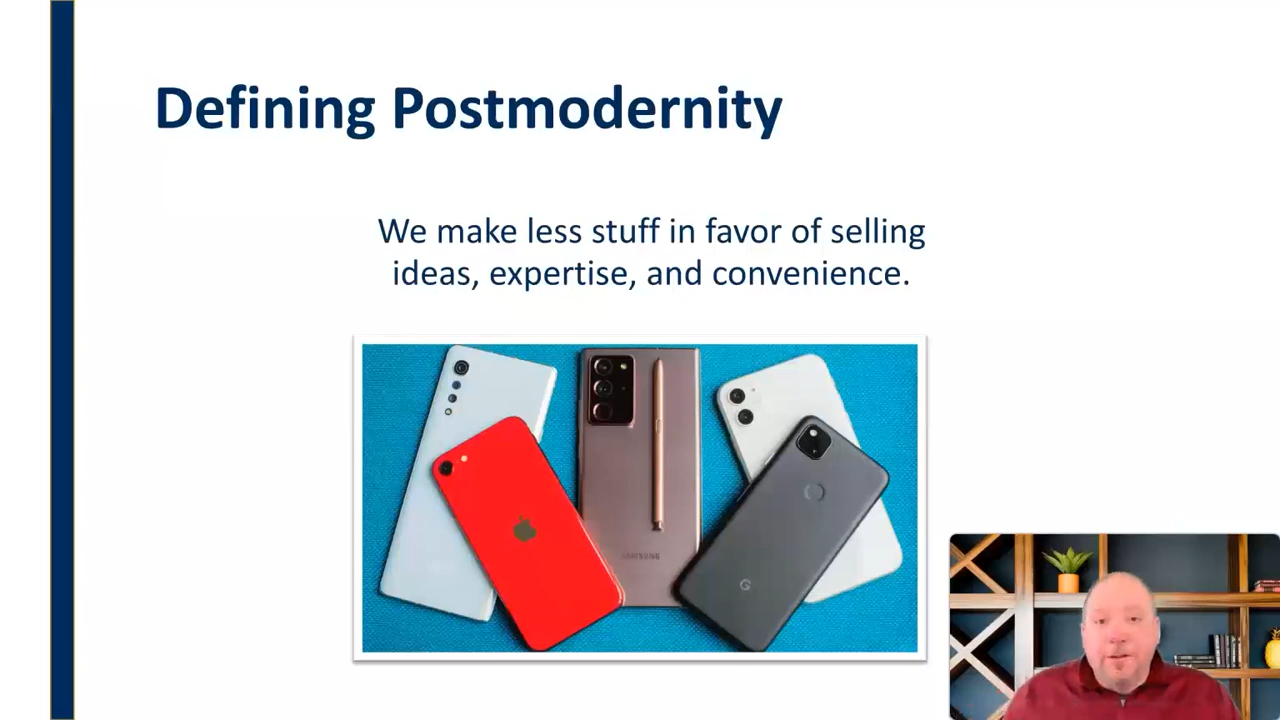 Defining Postmodernity
We make less stuff in favor of selling
ideas, expertise, and convenience.
SAMSUNG
G